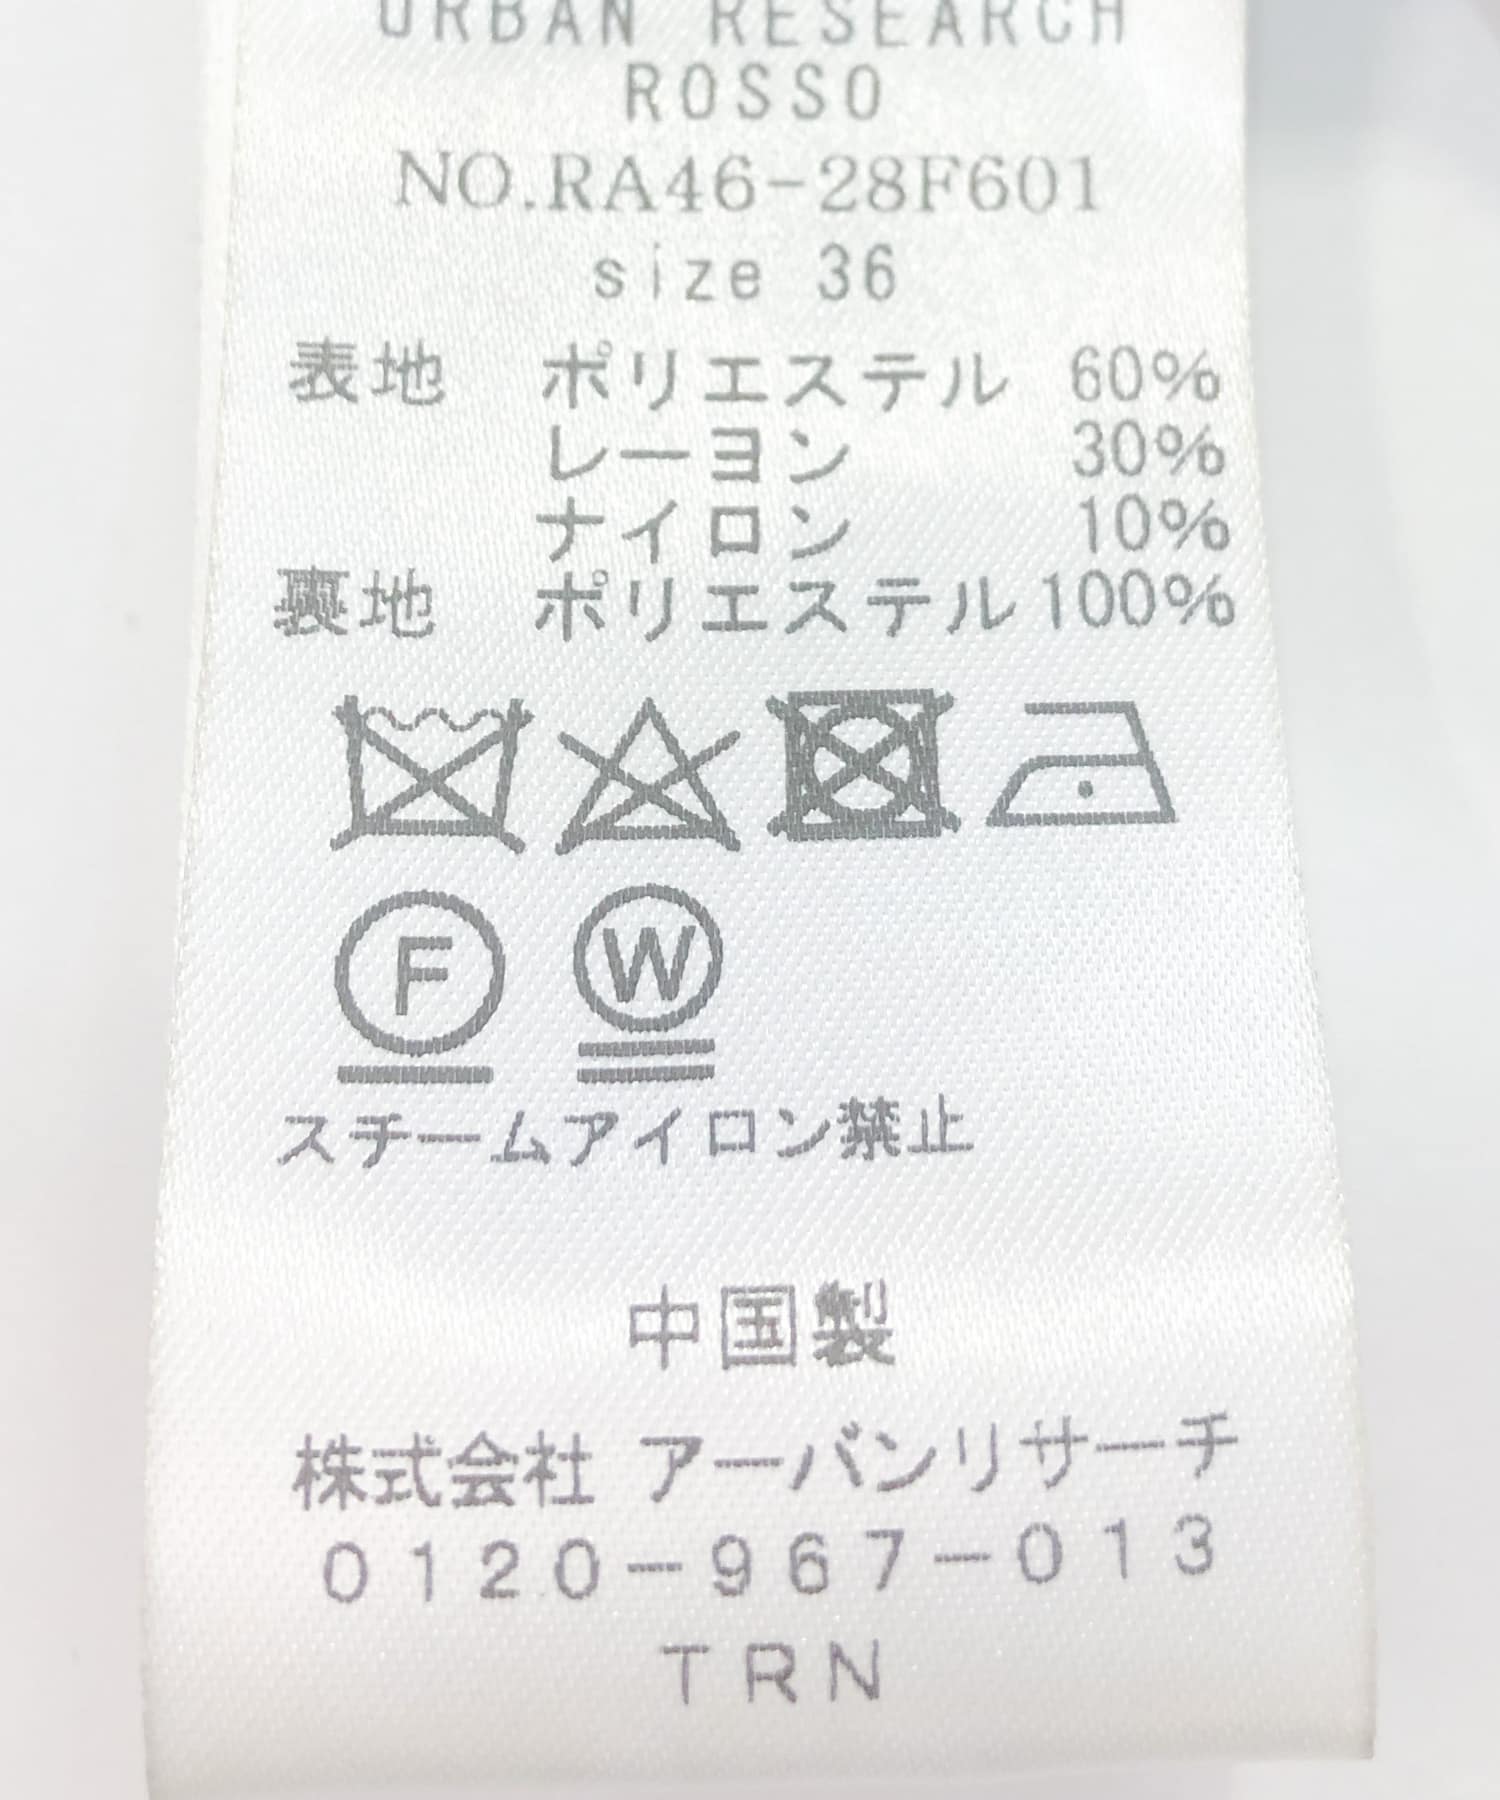 URBAN RESEARCH
ROSSO
NO.RA46-28F601
size 36
表地 ポリエステル 60%
レーヨン 30%
ナイロン 10%
裏地 ポリエステル 100%
F W
スチームアイロン禁止
中国製
株式会社 アーバンリサーチ
0120-967-013
TRN